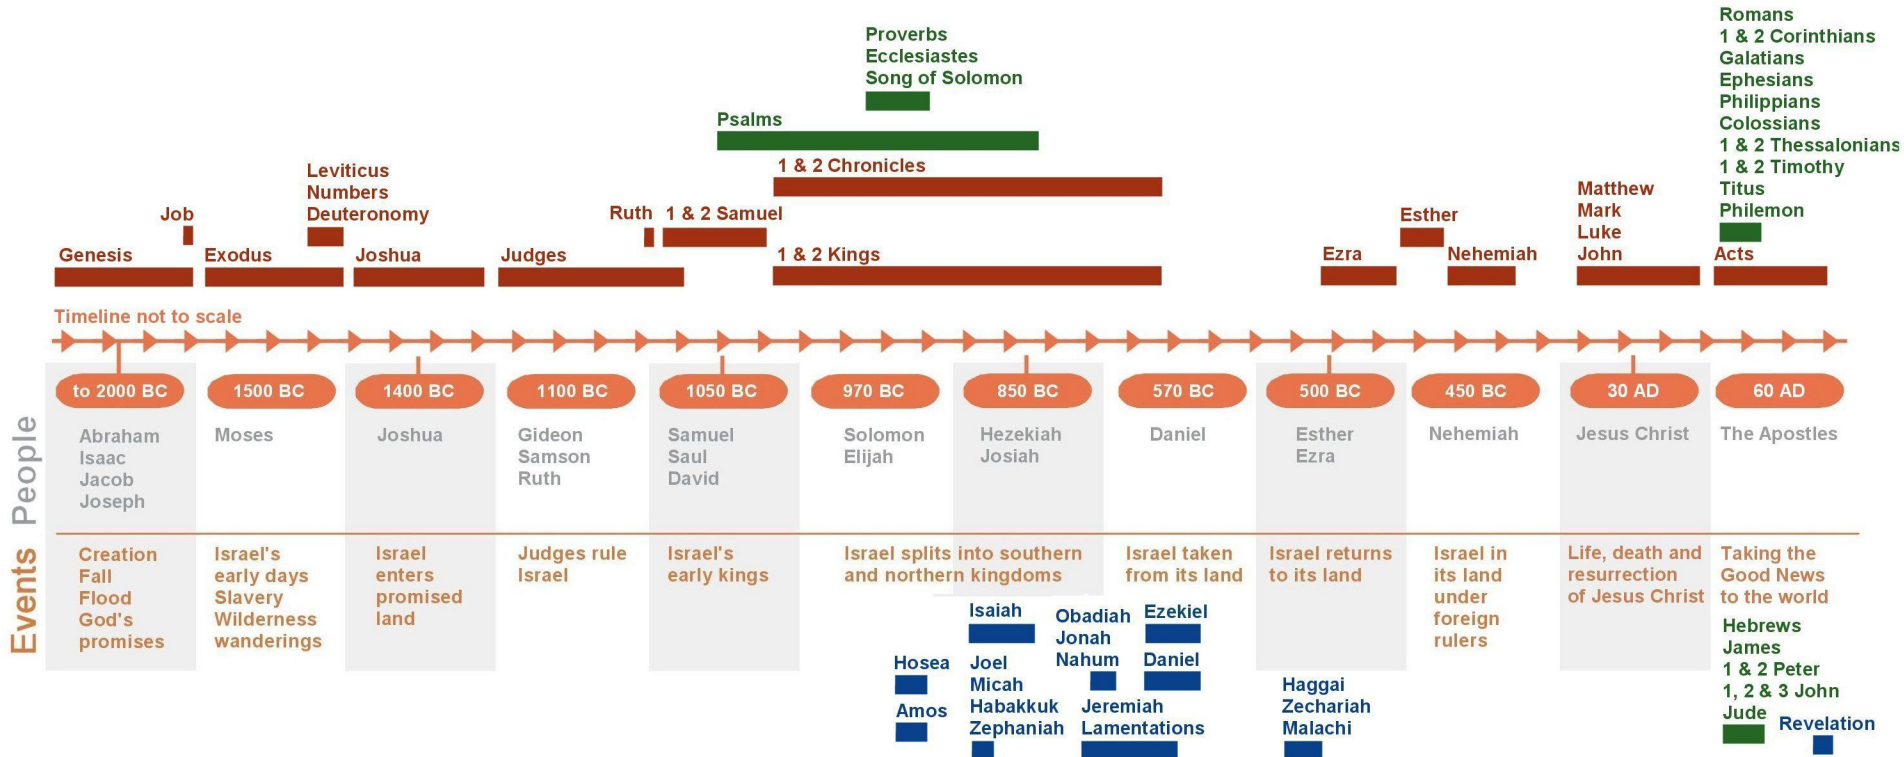 Romans
1 & 2 Corinthians
Galatians
Ephesians
Philippians
Colossians
1 & 2 Thessalonians
1 & 2 Timothy
Titus
Philemon
Proverbs
Ecclesiastes
Song of Solomon
Psalms
1 & 2 Chronicles
Leviticus
Numbers
Deuteronomy
Matthew
Mark
Luke
John
Job
Ruth
1 & 2 Samuel
Esther
Genesis
Exodus
Joshua
Judges
1 & 2 Kings
Ezra
Nehemiah
Acts
Timeline not to scale
to 2000 BC
1500 BC
1400 BC
1100 BC
1050 BC
970 BC
850 BC
570 BC
500 BC
450 BC
30 AD
60 AD
People
Abraham
Isaac
Jacob
Joseph
Moses
Joshua
Gideon
Samson
Ruth
Samuel
Saul
David
Solomon
Elijah
Hezekiah
Josiah
Daniel
Esther
Ezra
Nehemiah
Jesus Christ
The Apostles
Events
Creation
Fall
Flood
God's
promises
Israel's
early days
Slavery
Wilderness
wanderings
Israel
enters
promised
land
Judges rule
Israel
Israel's
early kings
Israel splits into southern
and northern kingdoms
Israel taken
from its land
Israel returns
to its land
Israel in
its land
under
foreign
rulers
Life, death and
resurrection
of Jesus Christ
Taking the
Good News
to the world
Hosea
Amos
Isaiah
Joel
Micah
Habakkuk
Zephaniah
Obadiah
Jonah
Nahum
Jeremiah
Lamentations
Ezekiel
Daniel
Haggai
Zechariah
Malachi
Hebrews
James
1 & 2 Peter
1, 2 & 3 John
Jude
Revelation